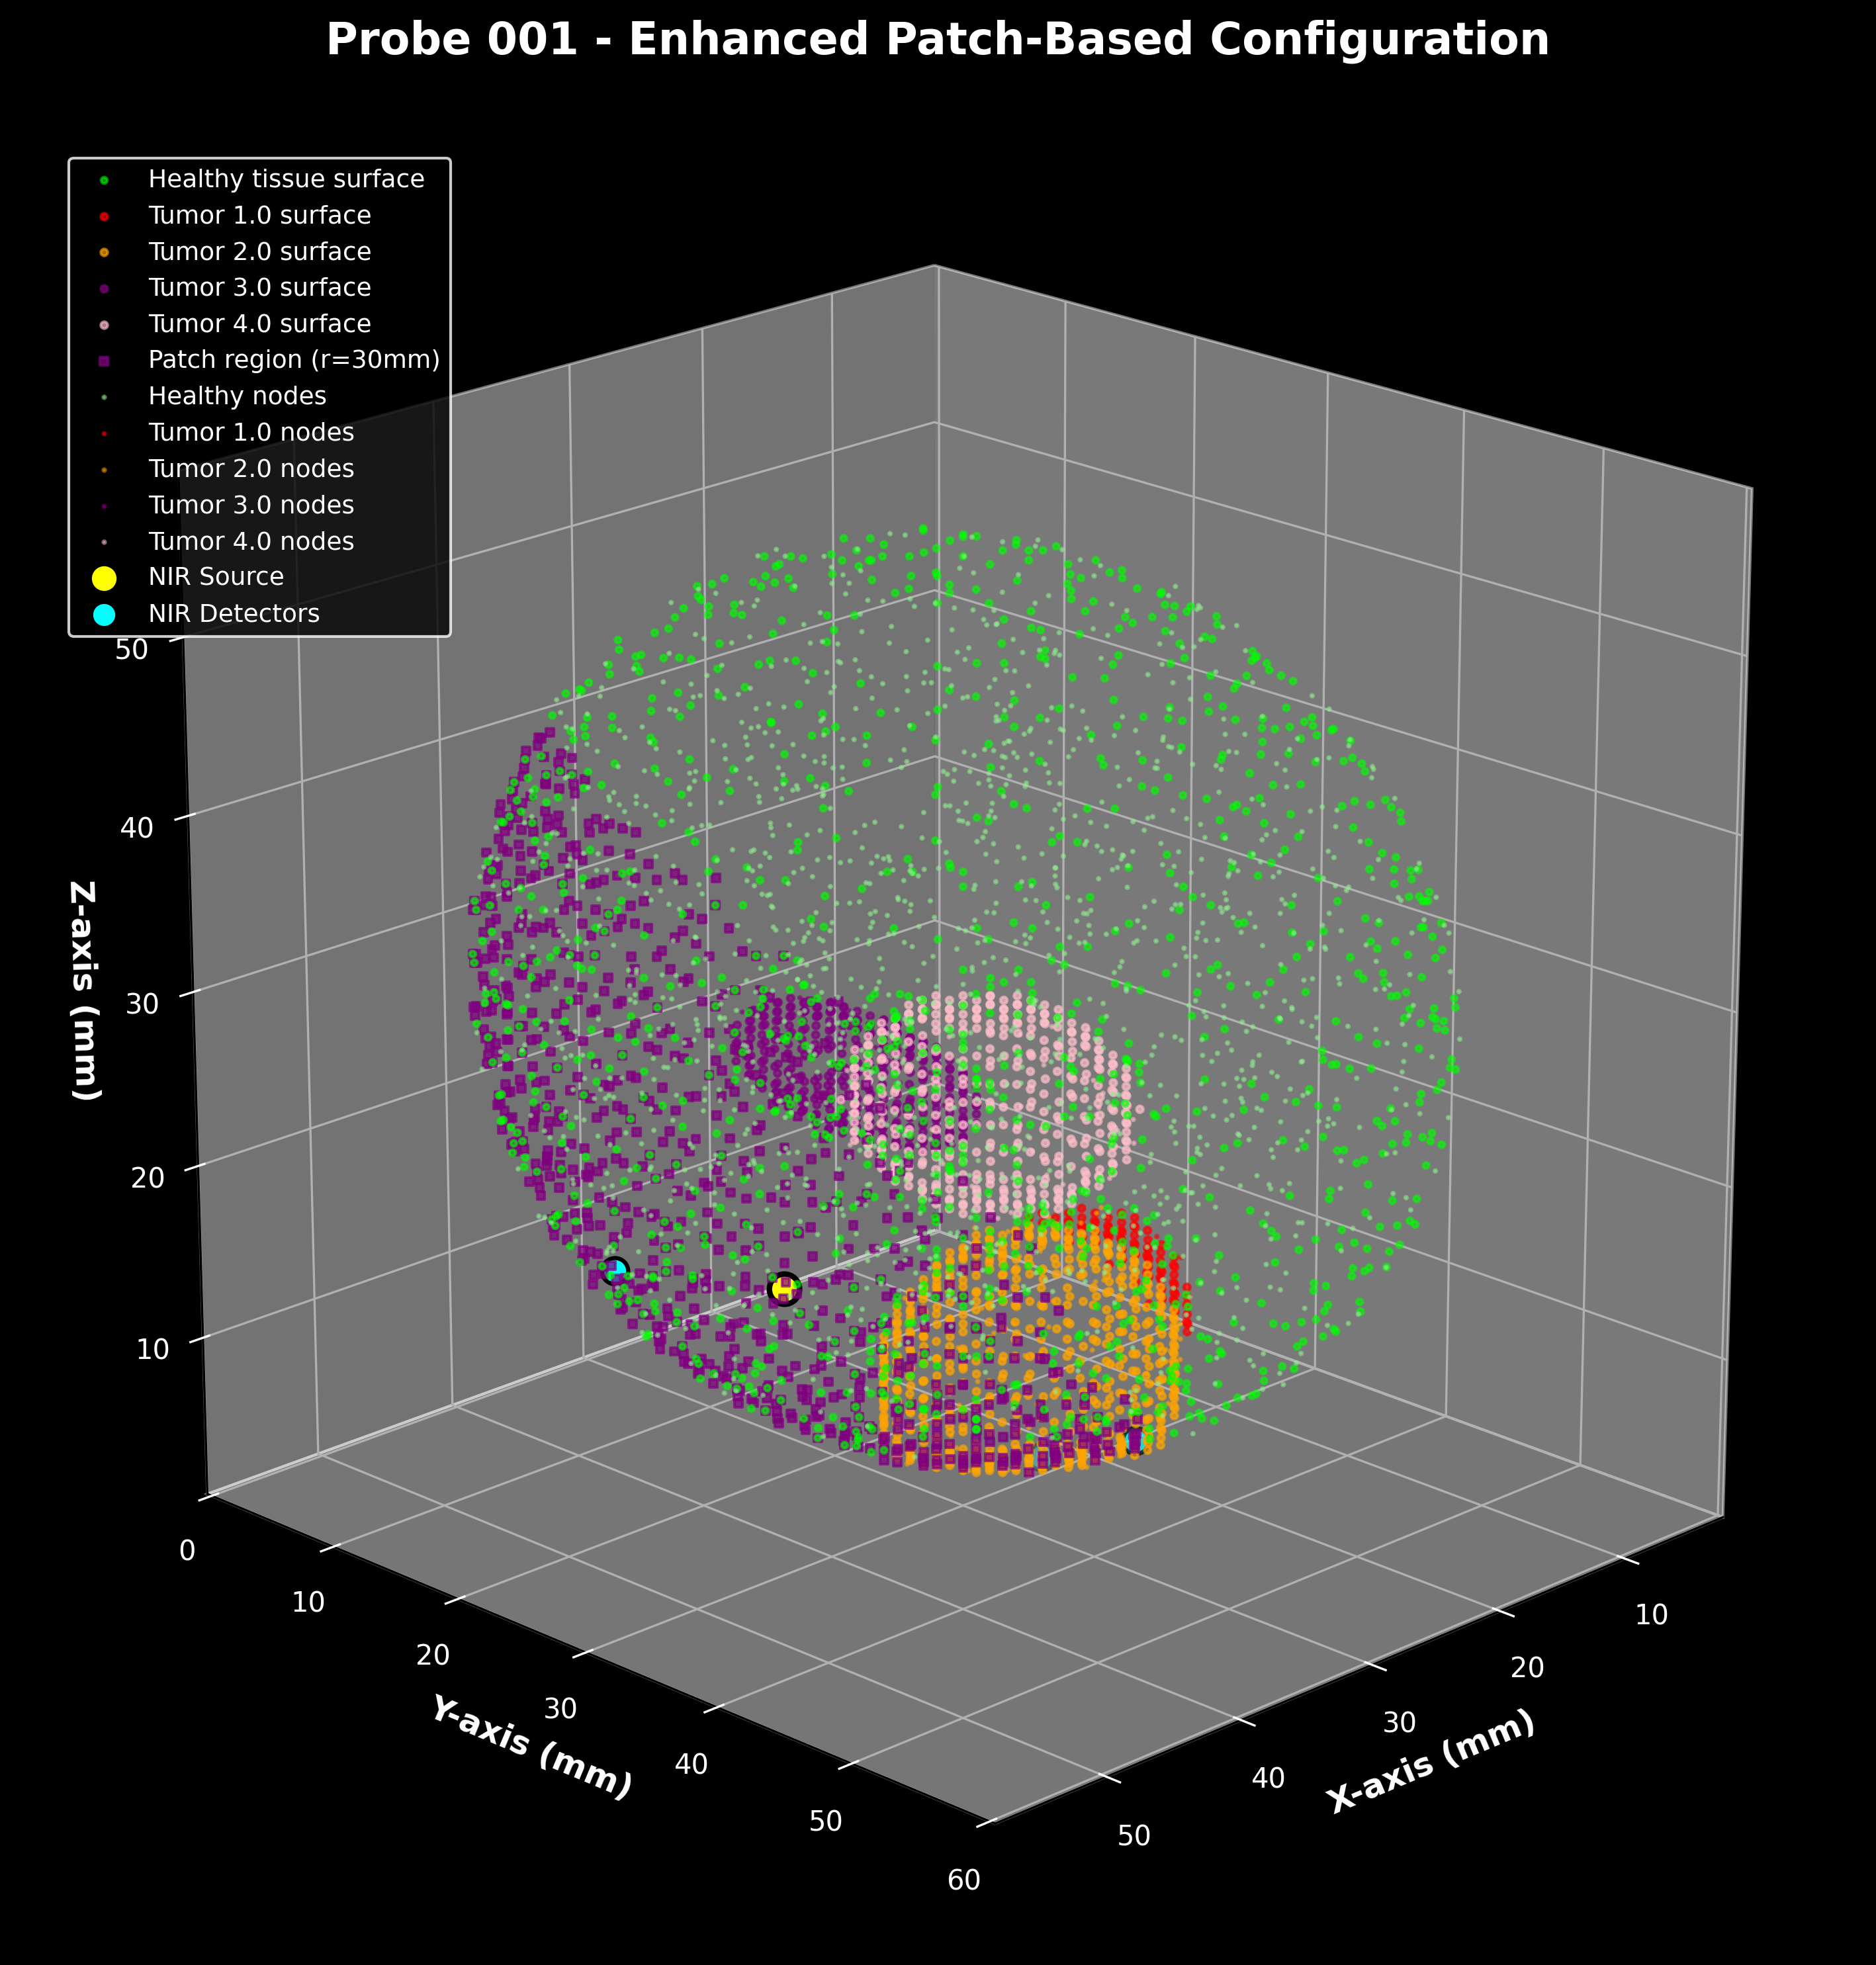 Probe 001 - Enhanced Patch-Based Configuration
Healthy tissue surface
Tumor 1.0 surface
Tumor 2.0 surface
Tumor 3.0 surface
Tumor 4.0 surface
Patch region (r=30mm)
Healthy nodes
Tumor 1.0 nodes
Tumor 2.0 nodes
Tumor 3.0 nodes
Tumor 4.0 nodes
NIR Source
NIR Detectors
50
40
30
20
10
Z-axis (mm)
0
10
20
30
40
50
60
Y-axis (mm)
10
20
30
40
50
X-axis (mm)